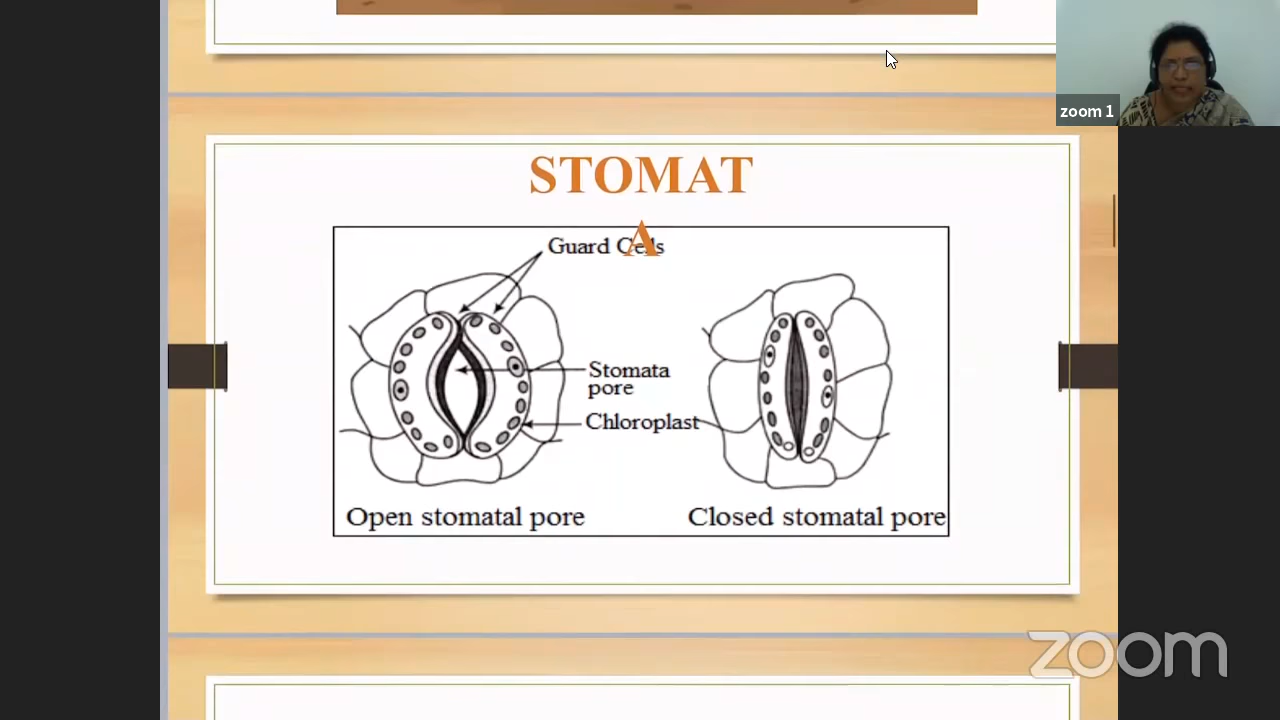 zoom 1
STOMAT
A
Guard Cells
Stomata
pore
Chloroplast
Open stomatal pore
Closed stomatal pore
zoom